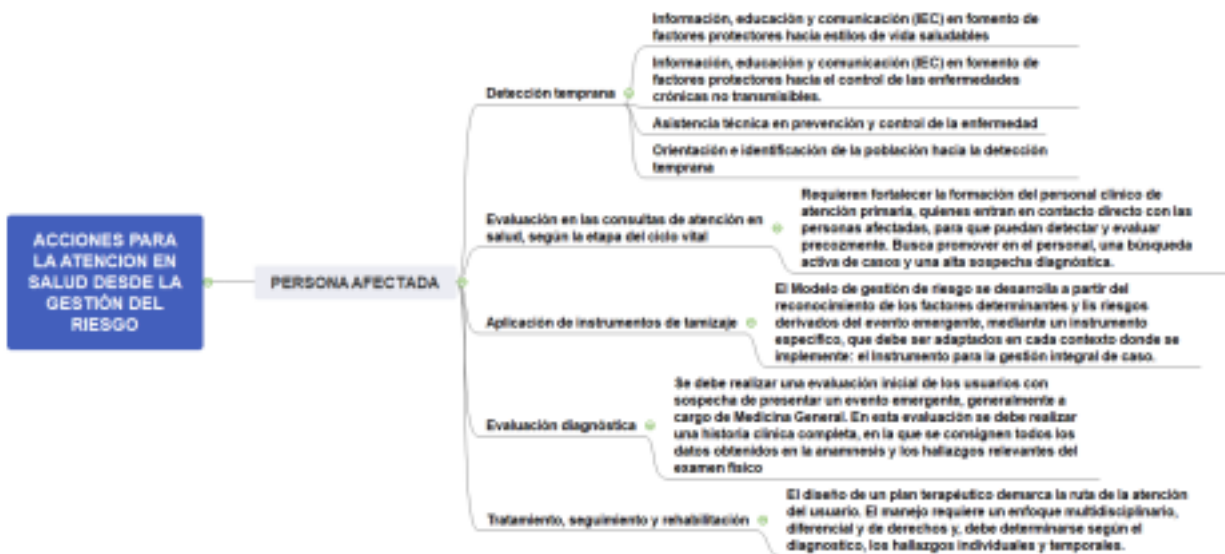 ACCIONES PARA
LA ATENCION EN
SALUD DESDE LA
GESTIÓN DEL
RIESGO
PERSONA AFECTADA
Detección temprana
Información, educación y comunicación (IEC) en fomento de
factores protectores hacia estilos de vida saludables
Información, educación y comunicación (IEC) en fomento de
factores protectores hacia el control de las enfermedades
crónicas no transmisibles.
Asistencia técnica en prevención y control de la enfermedad
Orientación e identificación de la población hacia la detección
temprana
Evaluación en las consultas de atención en
salud, según la etapa del ciclo vital
Requieren fortalecer la formación del personal clínico de
atención primaria, quienes entran en contacto directo con las
personas afectadas, para que puedan detectar y evaluar
precozmente. Busca promover en el personal, una búsqueda
activa de casos y una alta sospecha diagnóstica.
Aplicación de instrumentos de tamizaje
El Modelo de gestión de riesgo se desarrolla a partir del
reconocimiento de los factores determinantes y lis riesgos
derivados del evento emergente, mediante un instrumento
específico, que debe ser adaptados en cada contexto donde se
implemente: el Instrumento para la gestión integral de caso.
Evaluación diagnóstica
Se debe realizar una evaluación inicial de los usuarios con
sospecha de presentar un evento emergente, generalmente a
cargo de Medicina General. En esta evaluación se debe realizar
una historia clínica completa, en la que se consignen todos los
datos obtenidos en la anamnesis y los hallazgos relevantes del
examen físico
Tratamiento, seguimiento y rehabilitación
El diseño de un plan terapéutico demarca la ruta de la atención
del usuario. El manejo requiere un enfoque multidisciplinario,
diferencial y de derechos y, debe determinarse según el
diagnostico, los hallazgos individuales y temporales.